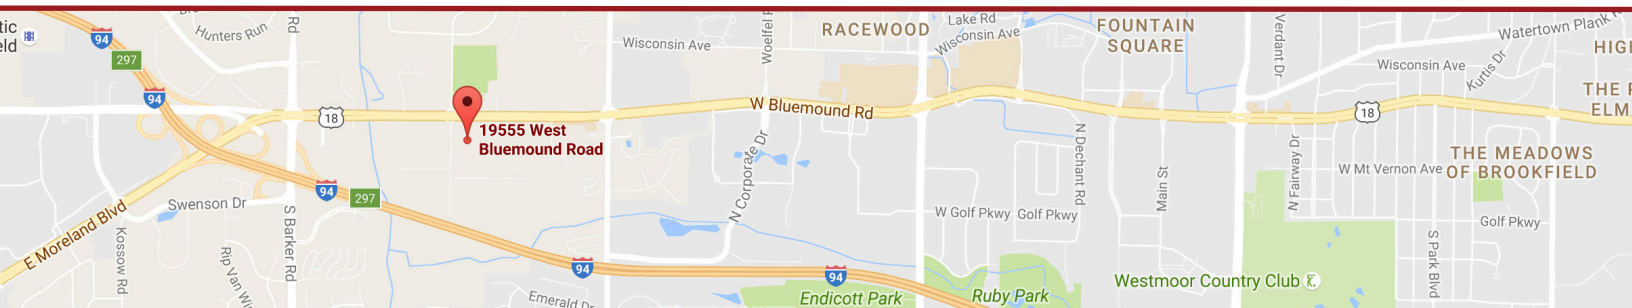 tic
eld
94
297
94
Hunters Run
Rd
18
19555 West
Bluemound Road
Wisconsin Ave
Woelfel R
RACEWOOD
Lake Rd
Wisconsin Ave
FOUNTAIN
SQUARE
Verdant Dr
Watertown Plank R
HIGH
Wisconsin Ave
Kurtis Dr
THE
ELM
W Bluemound Rd
18
94
297
Swenson Dr
E Moreland Blvd
Kossow Rd
Rip Van Wi
S Barker Rd
N Corporate Dr
N Dechant Rd
Main St
N Fairway Dr
W Mt Vernon Ave
THE MEADOWS
OF BROOKFIELD
W Golf Pkwy
Golf Pkwy
Golf Pkwy
S Park Blvd
94
94
Emerald Dr
Endicott Park
Ruby Park
Westmoor Country Club